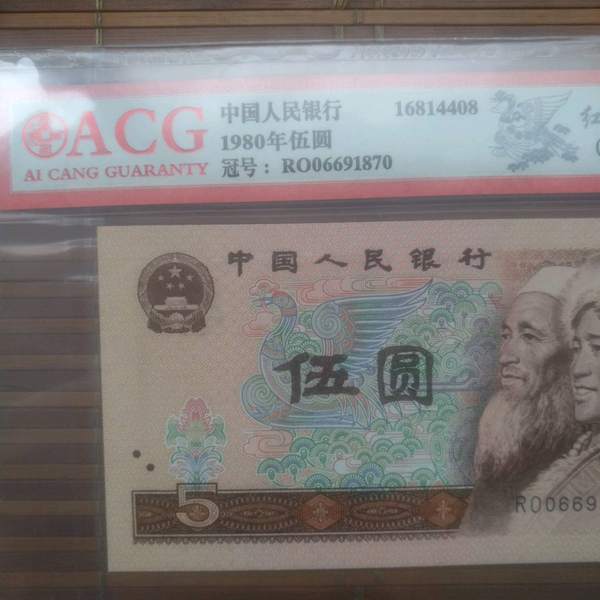 ACG
AI CANG GUARANTY
中国人民银行
1980年伍圆
冠号： RO06691870
16814408
红
中国人民银行
伍圆
5
RO0669